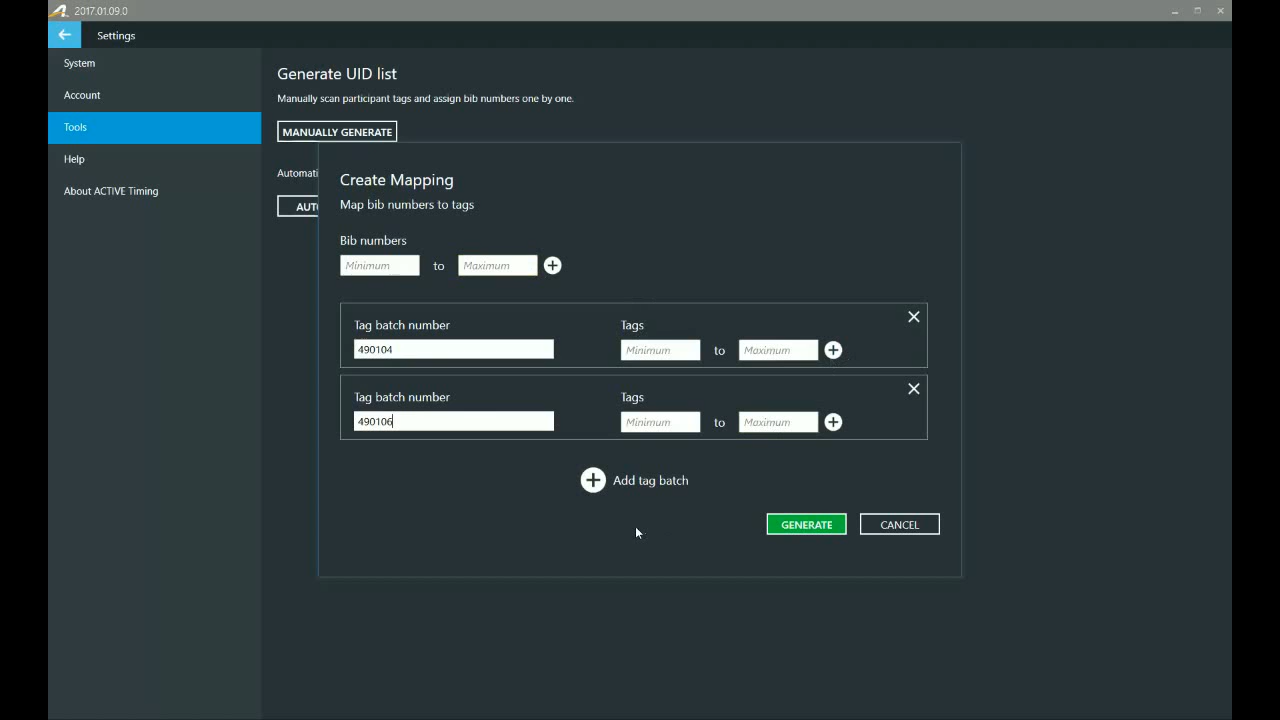 2017.01.09.0
Settings
System
Account
Tools
Help
About ACTIVE Timing
Generate UID list
Manually scan participant tags and assign bib numbers one by one.
MANUALLY GENERATE
Automati
AUT
Create Mapping
Map bib numbers to tags
Bib numbers
Minimum to Maximum
Tag batch number Tags
490104 Minimum to Maximum
Tag batch number Tags
490106 Minimum to Maximum
Add tag batch
GENERATE CANCEL